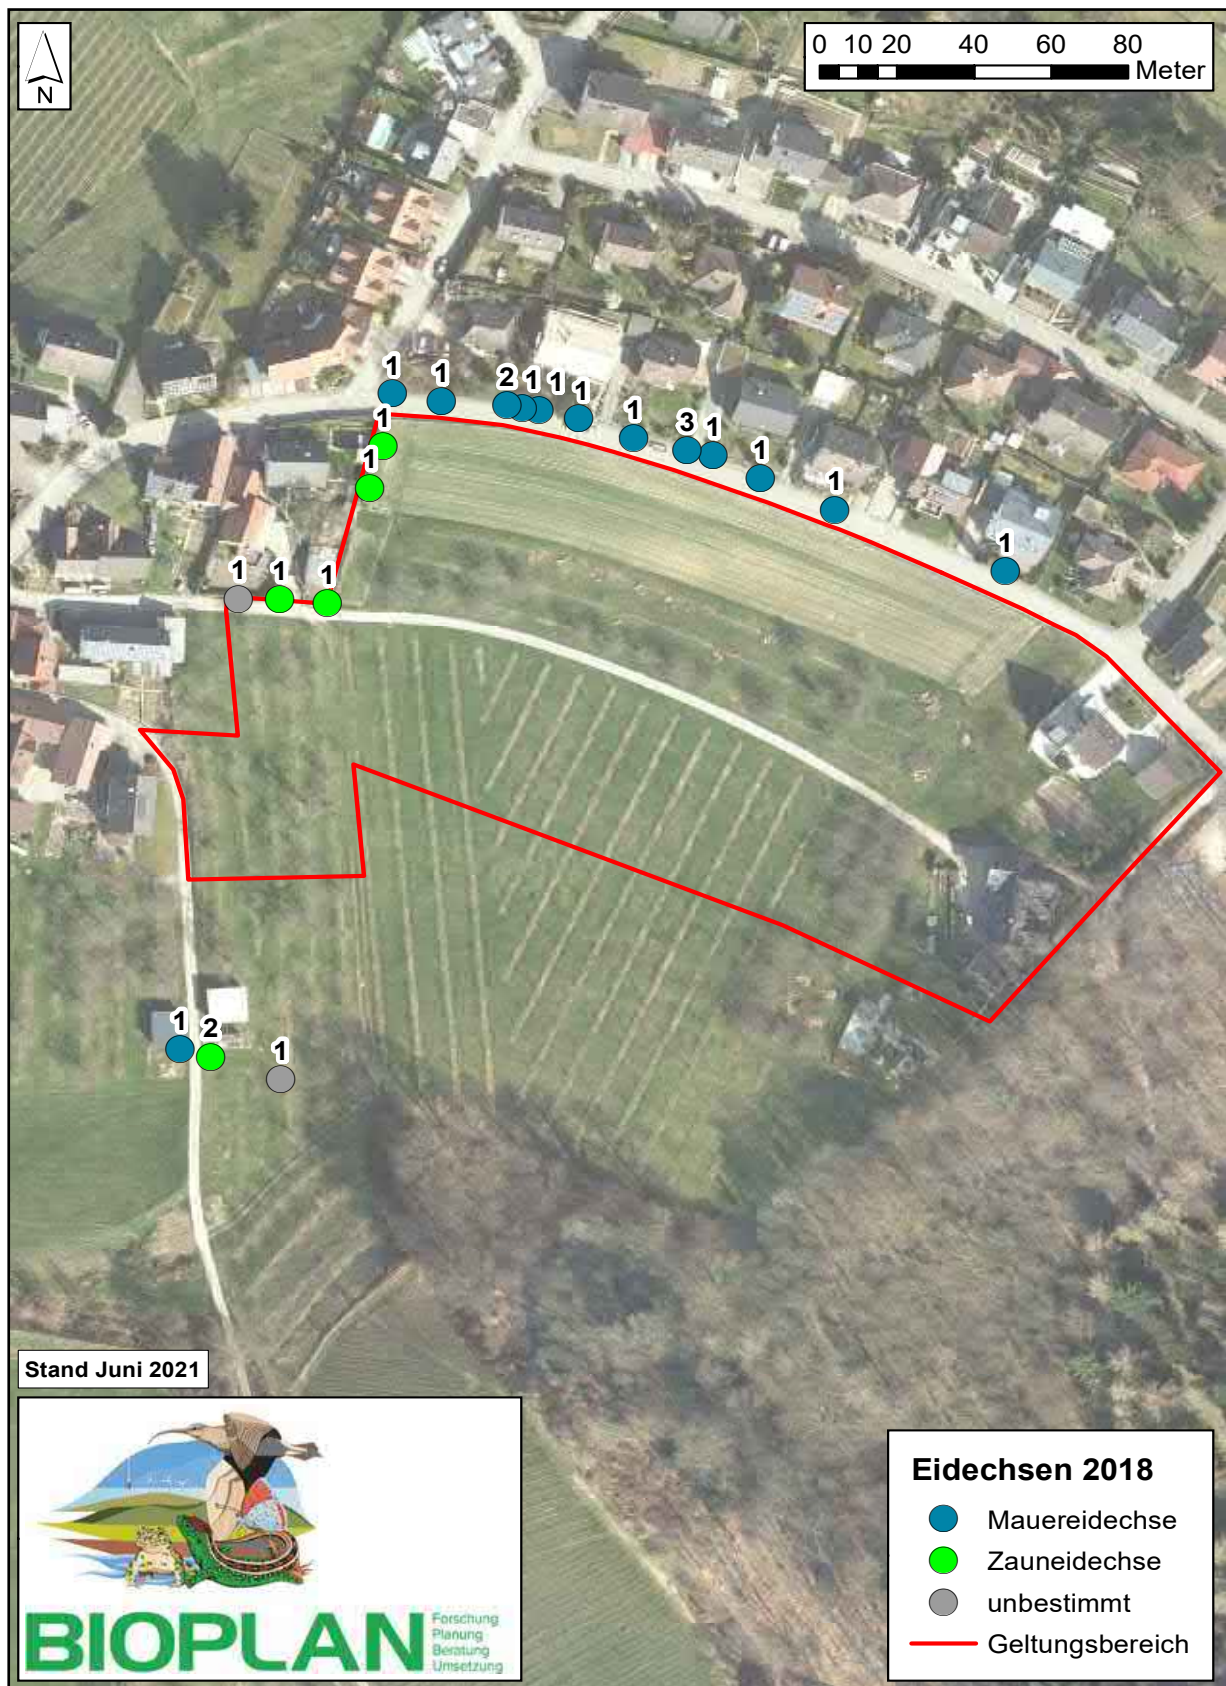 N
0 10 20 40 60 80
Meter
1 1 2 1 1 1 1 3 1 1 1 1
1
1
1 1 1
1 2 1
Stand Juni 2021
BIOPLAN
Forschung
Planung
Beratung
Umsetzung
Eidechsen 2018
Mauereidechse
Zauneidechse
unbestimmt
Geltungsbereich